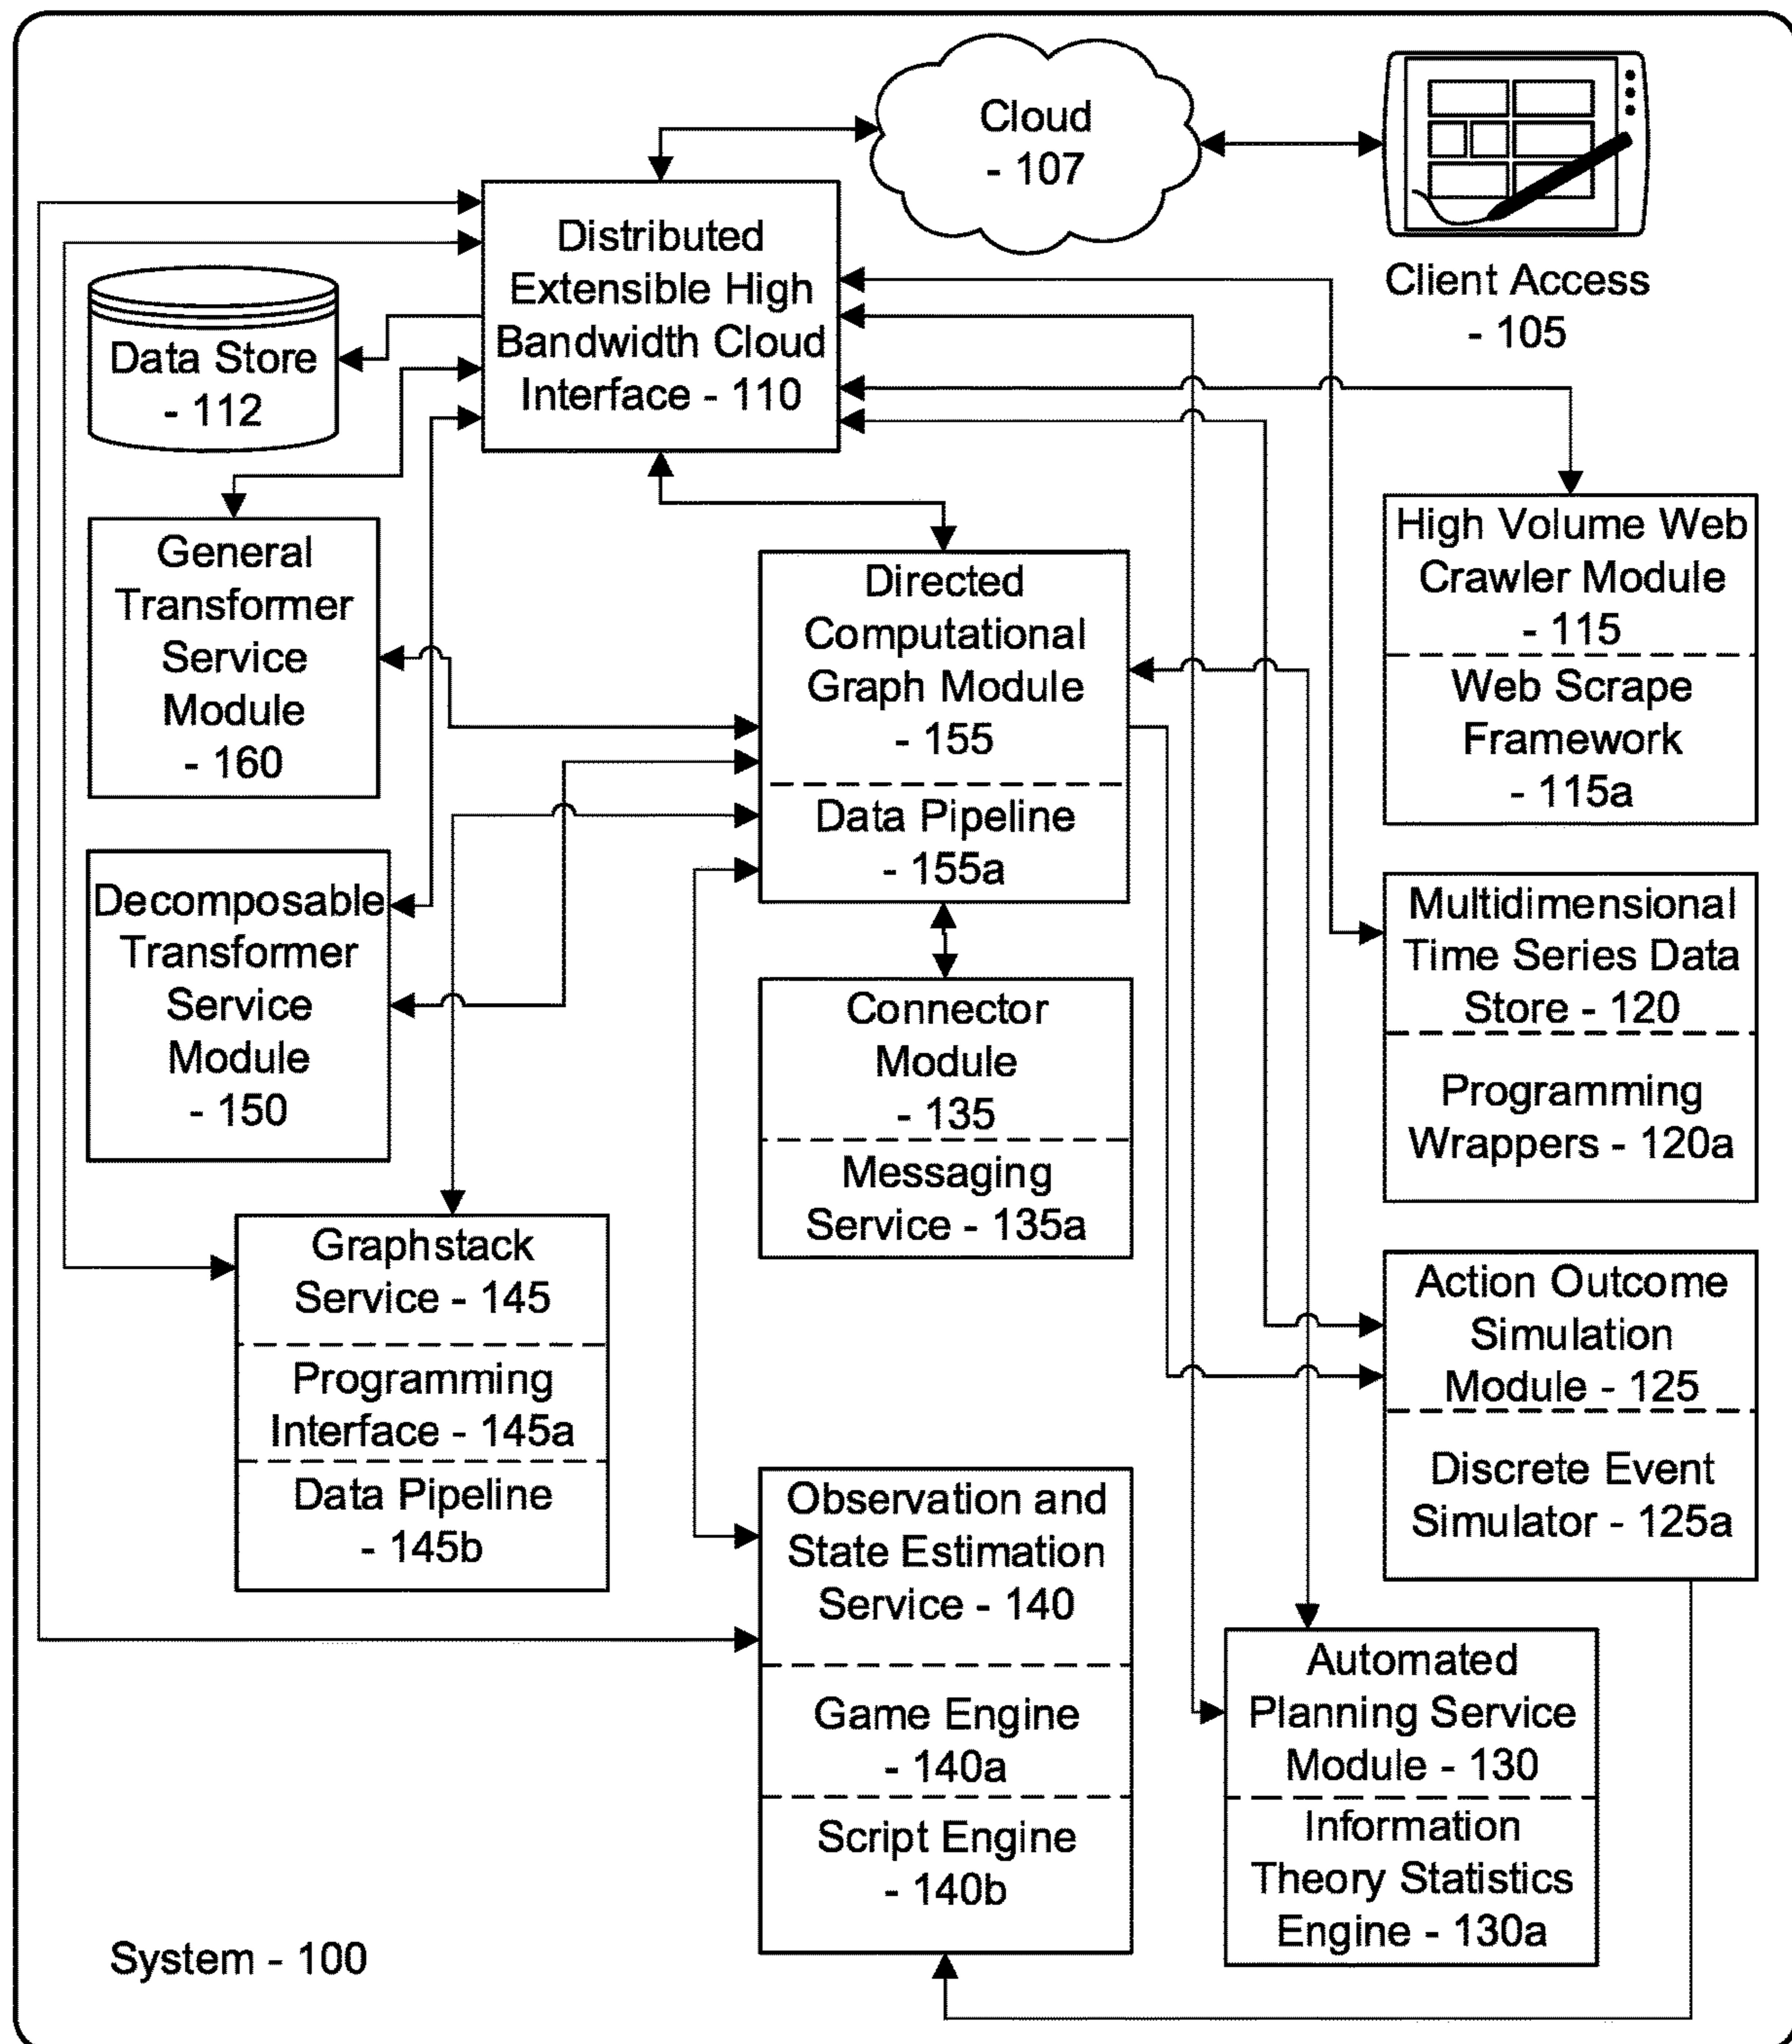 Cloud
- 107
Client Access
- 105
Distributed
Extensible High
Bandwidth Cloud
Interface - 110
Data Store
- 112
General
Transformer
Service
Module
- 160
Directed
Computational
Graph Module
- 155
Data Pipeline
- 155a
High Volume Web
Crawler Module
- 115
Web Scrape
Framework
- 115a
Decomposable
Transformer
Service
Module
- 150
Connector
Module
- 135
Messaging
Service - 135a
Multidimensional
Time Series Data
Store - 120
Programming
Wrappers - 120a
Graphstack
Service - 145
Programming
Interface - 145a
Data Pipeline
- 145b
Action Outcome
Simulation
Module - 125
Discrete Event
Simulator - 125a
Observation and
State Estimation
Service - 140
Game Engine
- 140a
Script Engine
- 140b
Automated
Planning Service
Module - 130
Information
Theory Statistics
Engine - 130a
System - 100